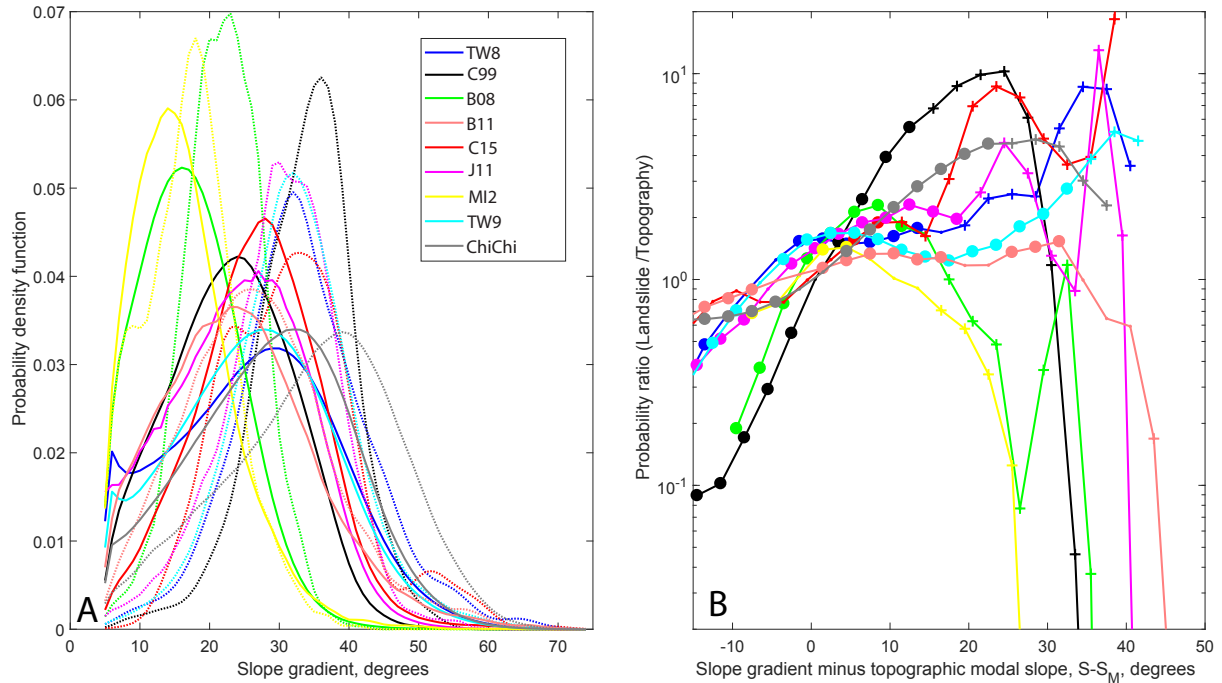 0.07
0.06
0.05
0.04
0.03
0.02
0.01
0
Probability density function
0
10
20
30
40
50
60
70
Slope gradient, degrees
A
TW8
C99
B08
B11
C15
J11
MI2
TW9
ChiChi
10^1
10^0
10^-1
Probability ratio (Landslide /Topography)
-10
0
10
20
30
40
50
Slope gradient minus topographic modal slope, S-S_M, degrees
B